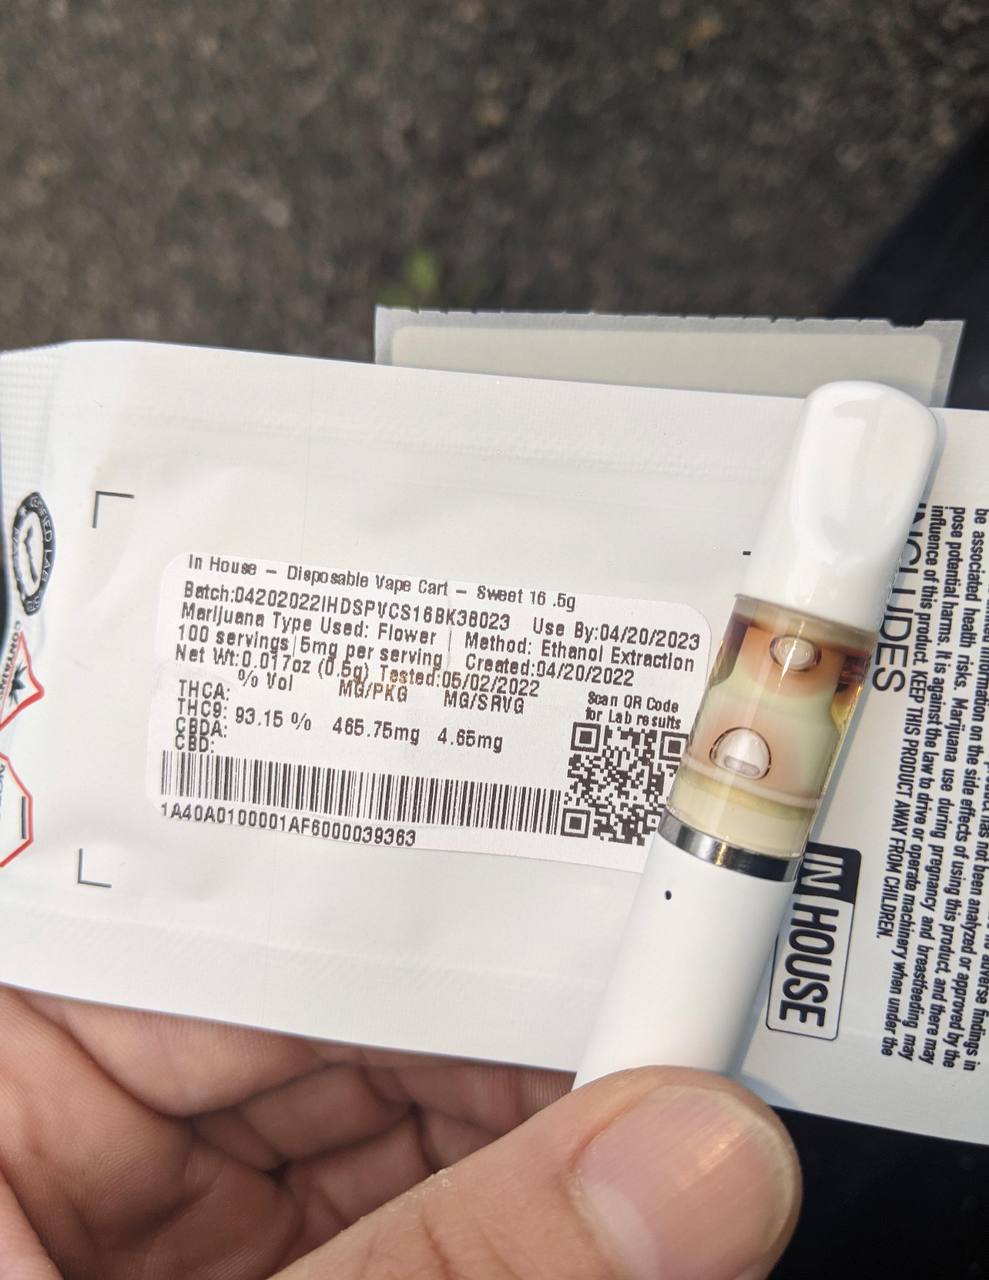 In House - Disposable Vape Cart - Sweet 16 .5g
Batch:04202022IHDSPVCS16BK38023 Use By:04/20/2023
Marijuana Type Used: Flower | Method: Ethanol Extraction
100 servings|5mg per serving Created:04/20/2022
Net Wt:0.017oz (0.5g) Tested:05/02/2022
% Vol MG/PKG MG/SRVG
THCA:
THC9: 93.15 % 465.75mg 4.65mg
CBDA:
CBD:
Scan QR Code
for Lab results
1A40A0100001AF6000039363
IN HOUSE
be associated health risks. Marijuana use during pregnancy and breastfeeding may
pose potential harms. It is against the law to drive or operate machinery when under the
influence of this product. KEEP THIS PRODUCT AWAY FROM CHILDREN.